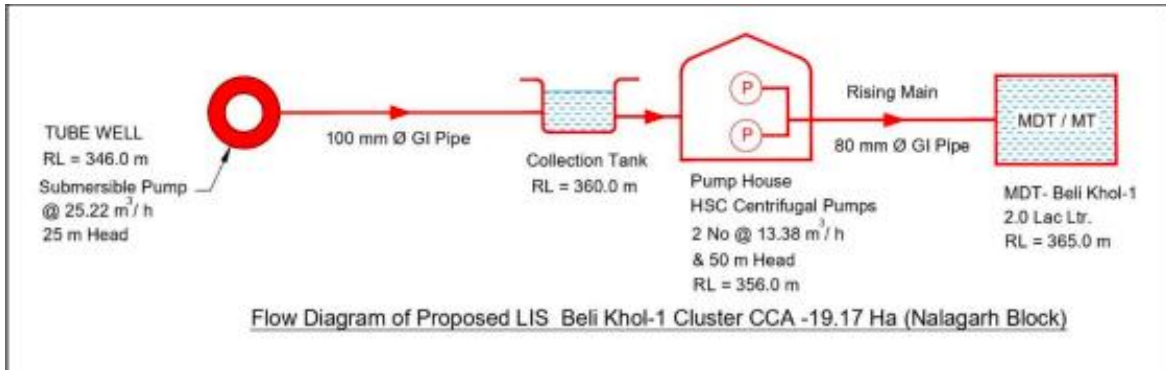 TUBE WELL
RL = 346.0 m
Submersible Pump
@ 25.22 m³/ h
25 m Head
100 mm Ø GI Pipe
Collection Tank
RL = 360.0 m
P
P
Pump House
HSC Centrifugal Pumps
2 No @ 13.38 m³/ h
& 50 m Head
RL = 356.0 m
Rising Main
80 mm Ø GI Pipe
MDT / MT
MDT- Beli Khol-1
2.0 Lac Ltr.
RL = 365.0 m
Flow Diagram of Proposed LIS Beli Khol-1 Cluster CCA -19.17 Ha (Nalagarh Block)